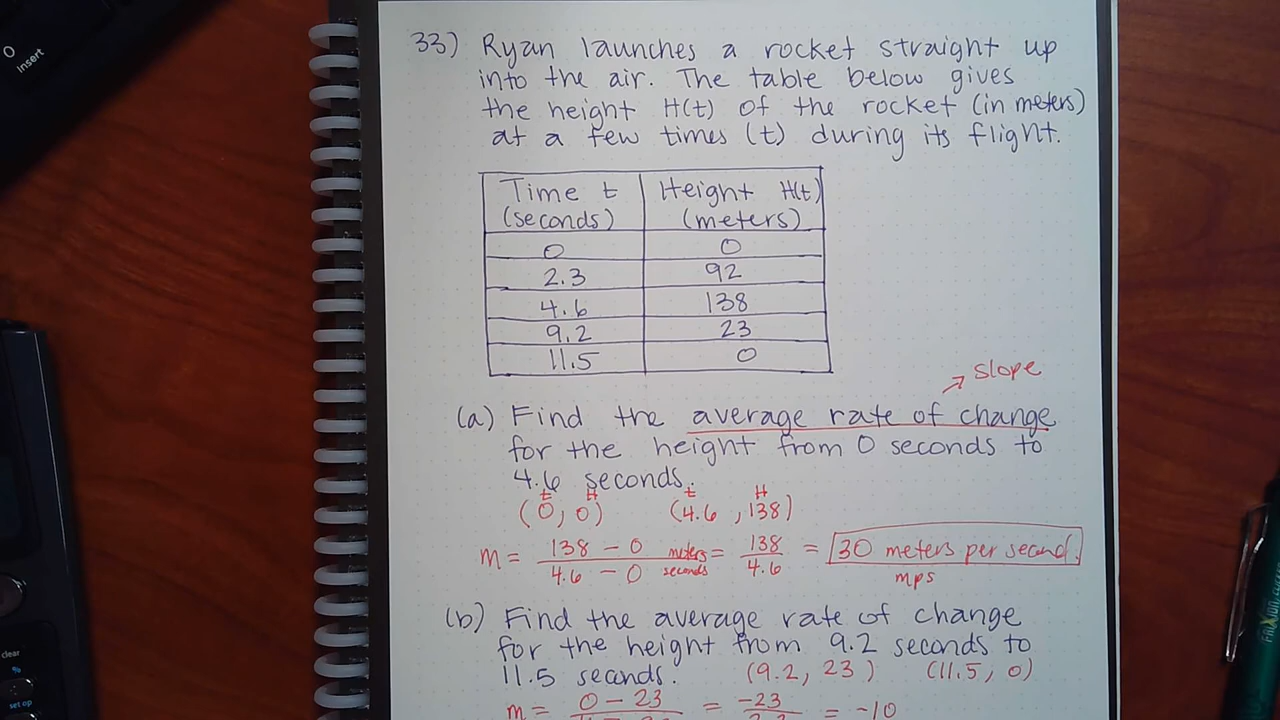 O
Insert
33) Ryan launches a rocket straight up
into the air. The table below gives
the height H(t) of the rocket (in meters)
at a few times (t) during its flight.
Time t Height H(t)
(seconds) (meters)
0 0
2.3 92
4.6 138
9.2 23
11.5 0
slope
(a) Find the average rate of change
for the height from 0 seconds to
4.6 seconds.
t H t H
(0, 0) (4.6, 138)
m = 138 - 0 meters = 138 = 30 meters per second.
4.6 - 0 seconds 4.6
mps
(b) Find the average rate of change
for the height from 9.2 seconds to
11.5 seconds. (9.2, 23) (11.5, 0)
m = 0 - 23 = -23 = -10
clear
%
set op